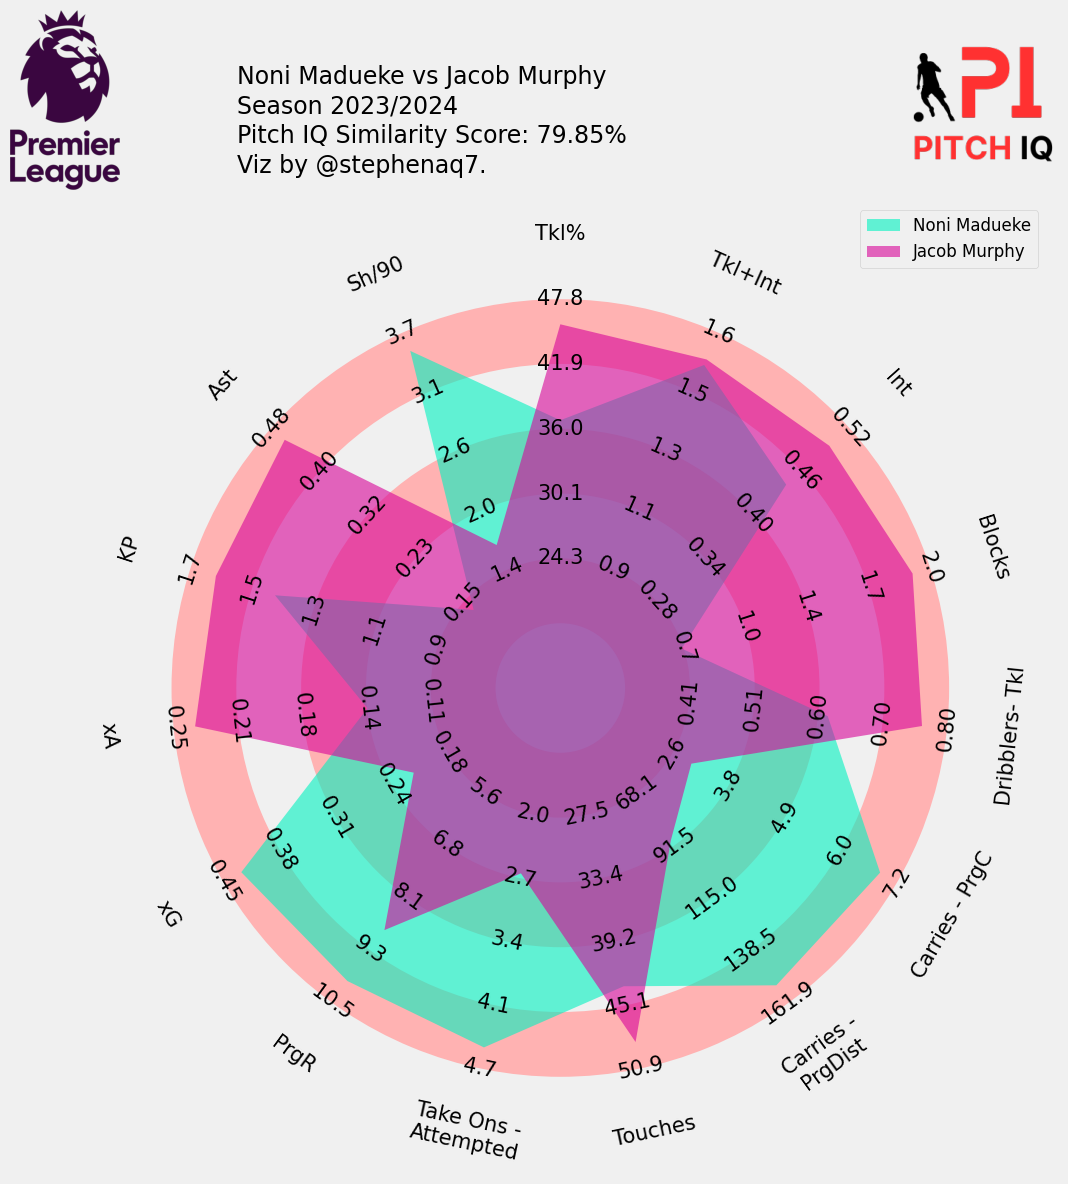 Premier
League
Noni Madueke vs Jacob Murphy
Season 2023/2024
Pitch IQ Similarity Score: 79.85%
Viz by @stephenaq7.
PI
PITCH IQ
Noni Madueke
Jacob Murphy
Tkl%
47.8
41.9
36.0
30.1
24.3
Tkl+Int
1.6
1.5
1.3
1.1
0.9
Int
0.52
0.46
0.40
0.34
0.28
Blocks
2.0
1.7
1.4
1.0
0.7
Dribblers- Tkl
0.80
0.70
0.60
0.51
0.41
Carries - PrgC
7.2
6.0
4.9
3.8
2.6
Carries -
PrgDist
161.9
138.5
115.0
91.5
68.1
Touches
50.9
45.1
39.2
33.4
27.5
Take Ons -
Attempted
4.7
4.1
3.4
2.7
2.0
PrgR
10.5
9.3
8.1
6.8
5.6
xG
0.45
0.38
0.31
0.24
0.18
xA
0.25
0.21
0.18
0.14
0.11
KP
1.7
1.5
1.3
1.1
0.9
Ast
0.48
0.40
0.32
0.23
0.15
Sh/90
3.7
3.1
2.6
2.0
1.4